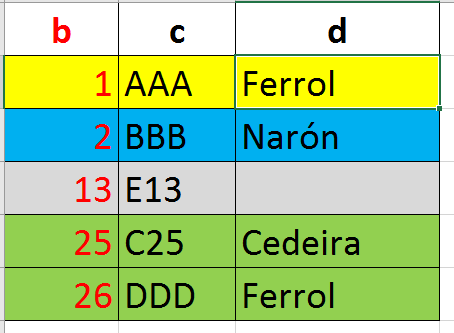 b c d
1 AAA Ferrol
2 BBB Narón
13 E13
25 C25 Cedeira
26 DDD Ferrol